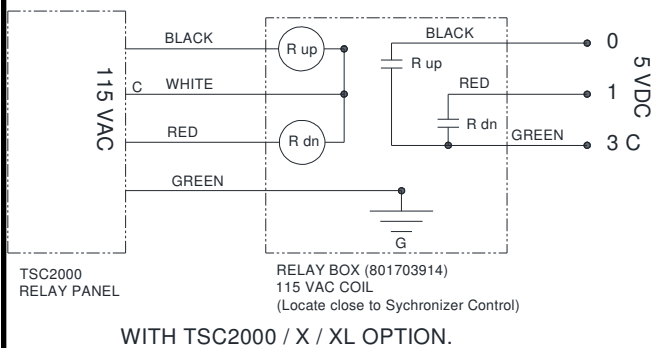 BLACK
R up
C WHITE
RED
R dn
GREEN
115 VAC
BLACK
R up
RED
R dn
GREEN
G
0
1
3 C
5 VDC
TSC2000
RELAY PANEL
RELAY BOX (801703914)
115 VAC COIL
(Locate close to Sychronizer Control)
WITH TSC2000 / X / XL OPTION.